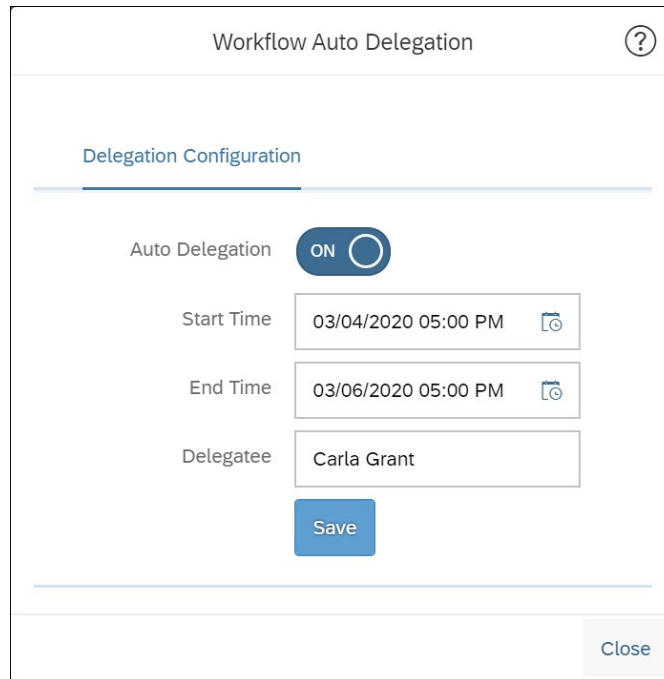 Workflow Auto Delegation
?
Delegation Configuration
Auto Delegation ON
Start Time 03/04/2020 05:00 PM
End Time 03/06/2020 05:00 PM
Delegatee Carla Grant
Save
Close